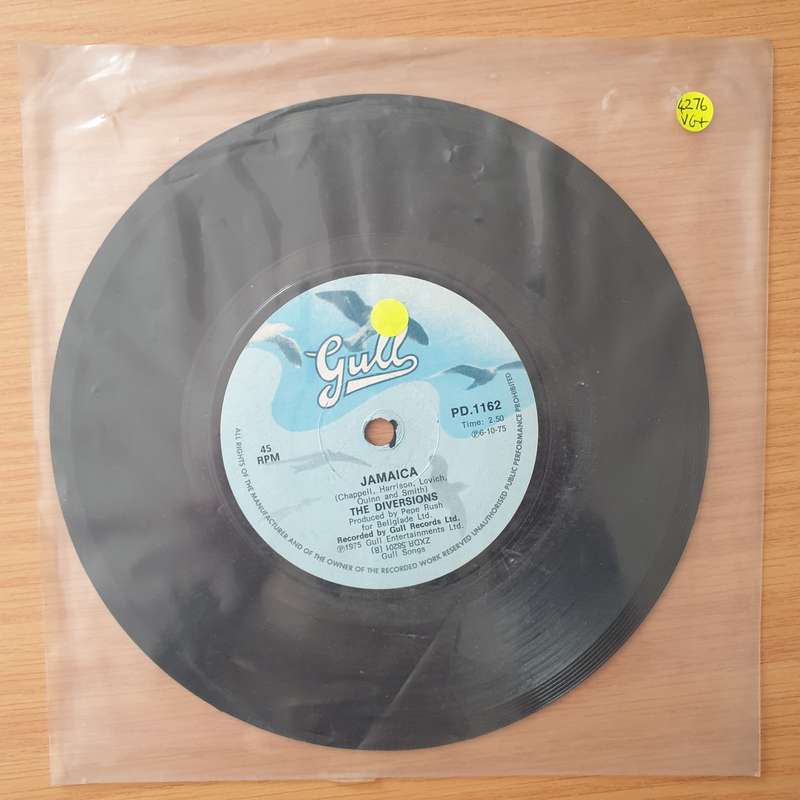 4276
VG+
gull
PD.1162
Time: 2.50
℗6-10-75
45
RPM
JAMAICA
(Chappell, Harrison, Lovich,
Quinn and Smith)
THE DIVERSIONS
Produced by Pepe Rush
for Bellglade Ltd.
Recorded by Gull Records Ltd.
℗1975 Gull Entertainments Ltd.
ZXDR 56201 (B)
Gull Songs
ALL RIGHTS OF THE MANUFACTURER AND OF THE OWNER OF THE RECORDED WORK RESERVED UNAUTHORISED PUBLIC PERFORMANCE PROHIBITED